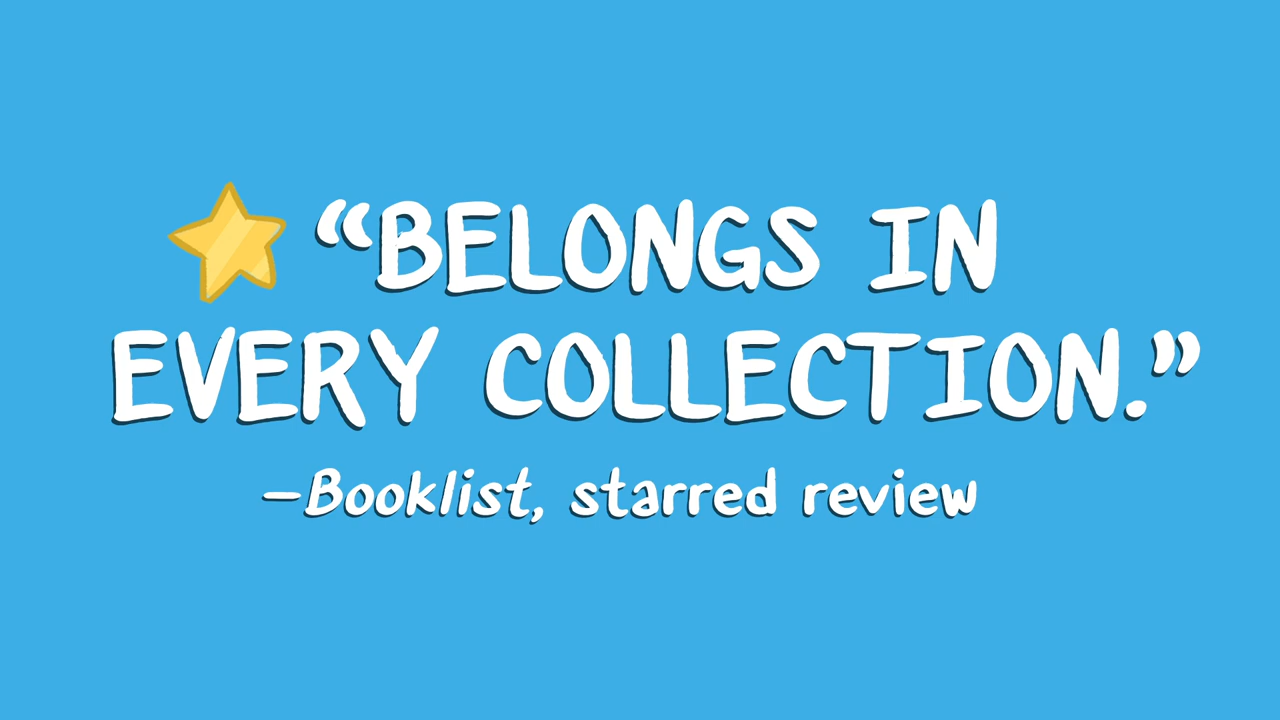 “BELONGS IN
EVERY COLLECTION.”
—Booklist, starred review